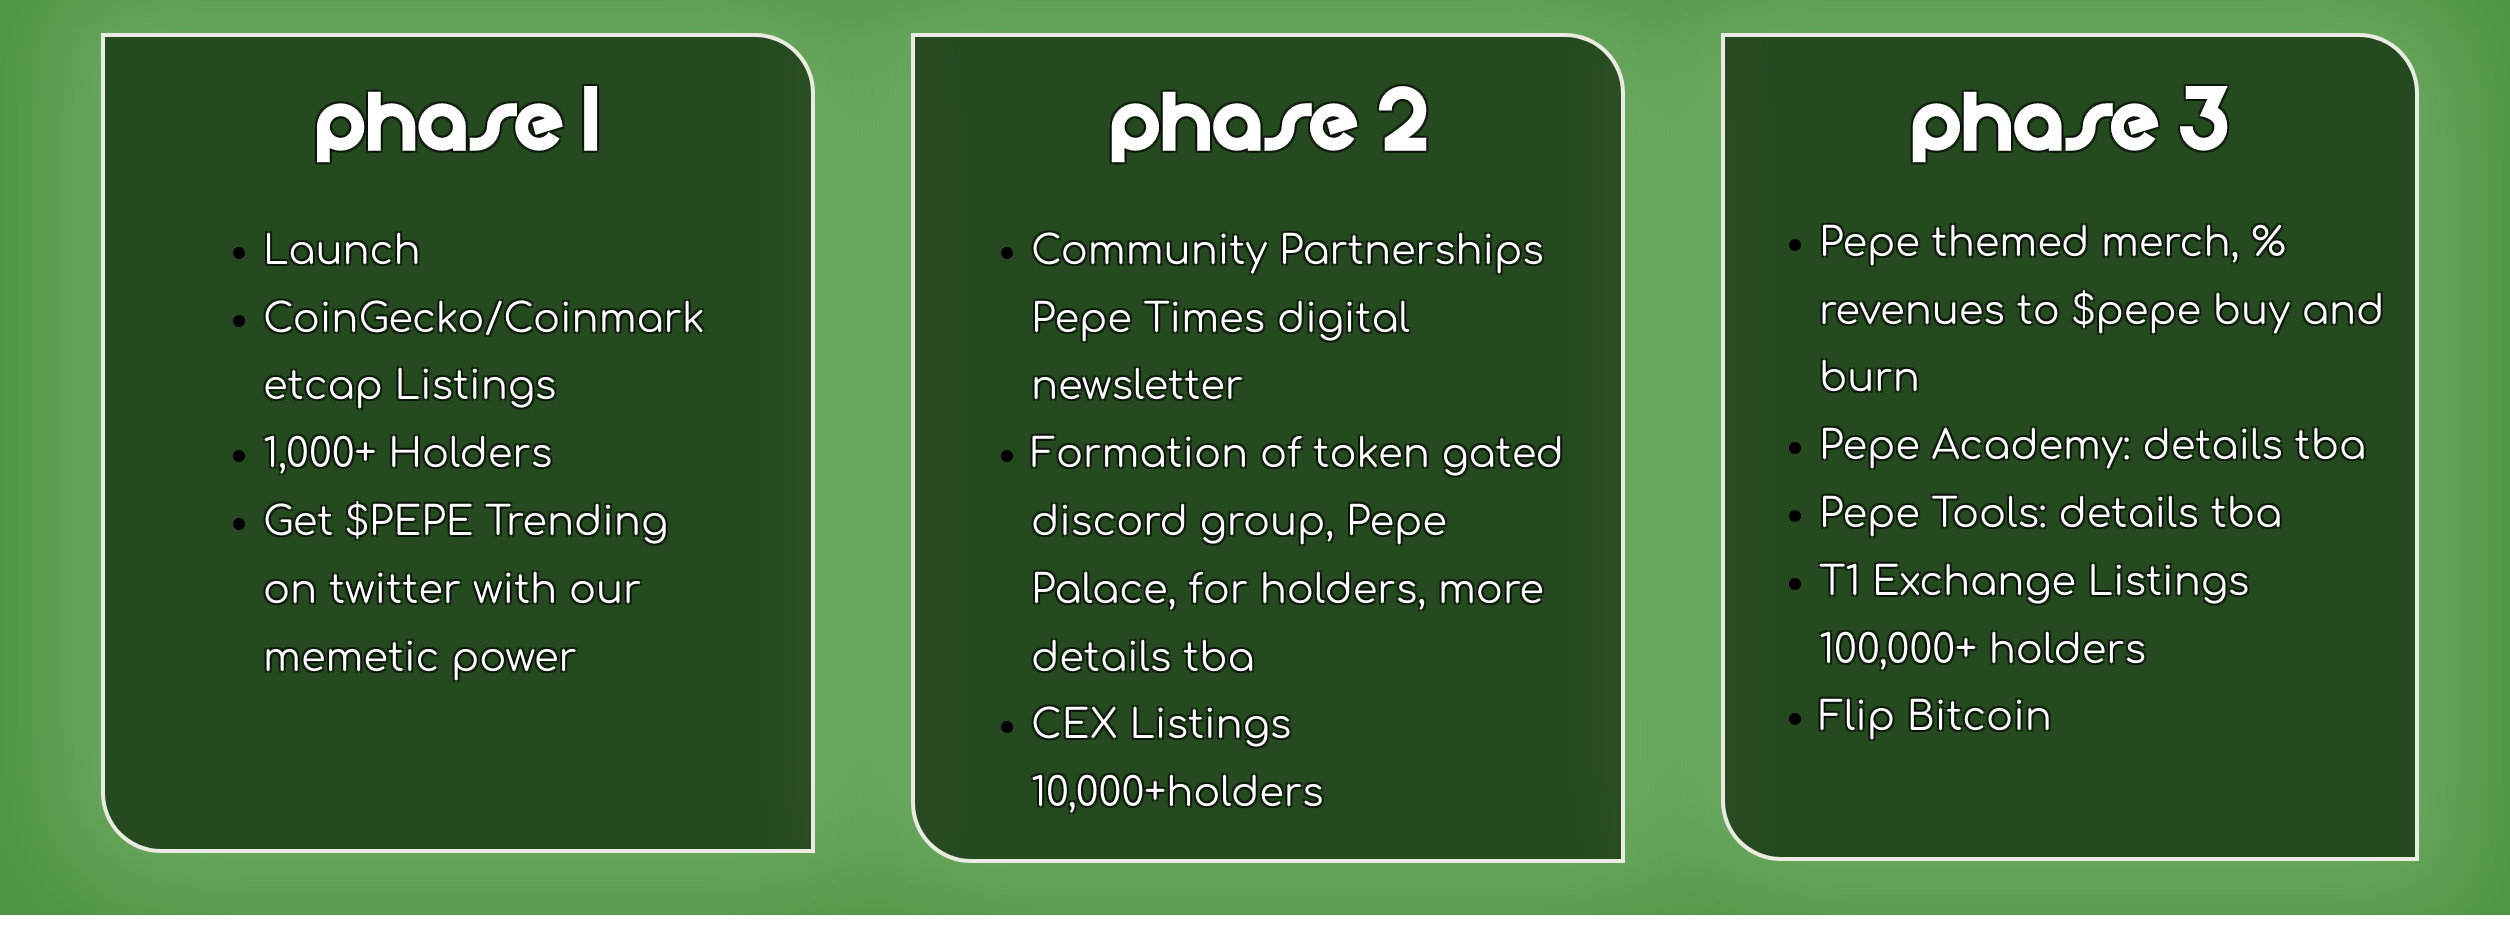 phase 1
Launch
CoinGecko/Coinmark
etcap Listings
1,000+ Holders
Get $PEPE Trending
on twitter with our
memetic power
phase 2
Community Partnerships
Pepe Times digital
newsletter
Formation of token gated
discord group, Pepe
Palace, for holders, more
details tba
CEX Listings
10,000+holders
phase 3
Pepe themed merch, %
revenues to $pepe buy and
burn
Pepe Academy: details tba
Pepe Tools: details tba
T1 Exchange Listings
100,000+ holders
Flip Bitcoin